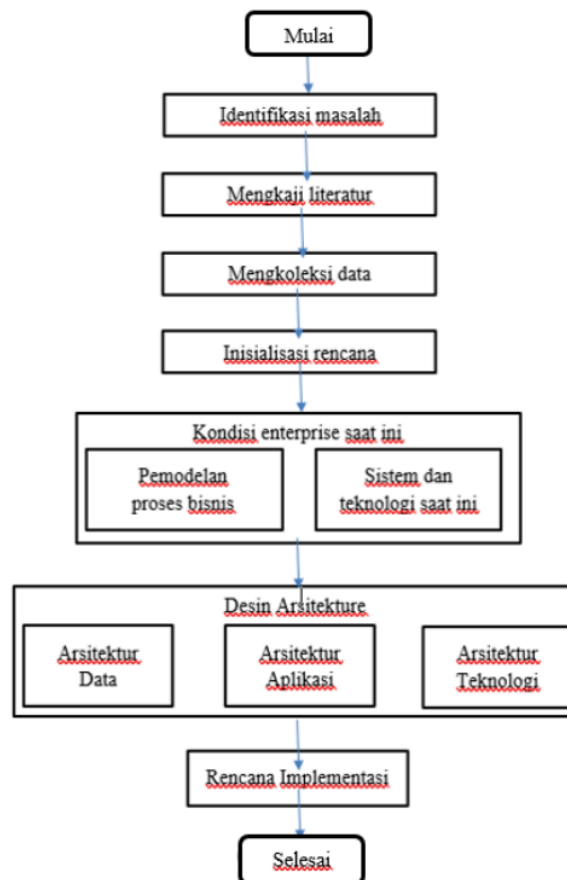 Mulai
Identifikasi masalah
Mengkaji literatur
Mengkoleksi data
Inisialisasi rencana
Kondisi enterprise saat ini
Pemodelan
proses bisnis
Sistem dan
teknologi saat ini
Desin Arsitekture
Arsitektur
Data
Arsitektur
Aplikasi
Arsitektur
Teknologi
Rencana Implementasi
Selesai